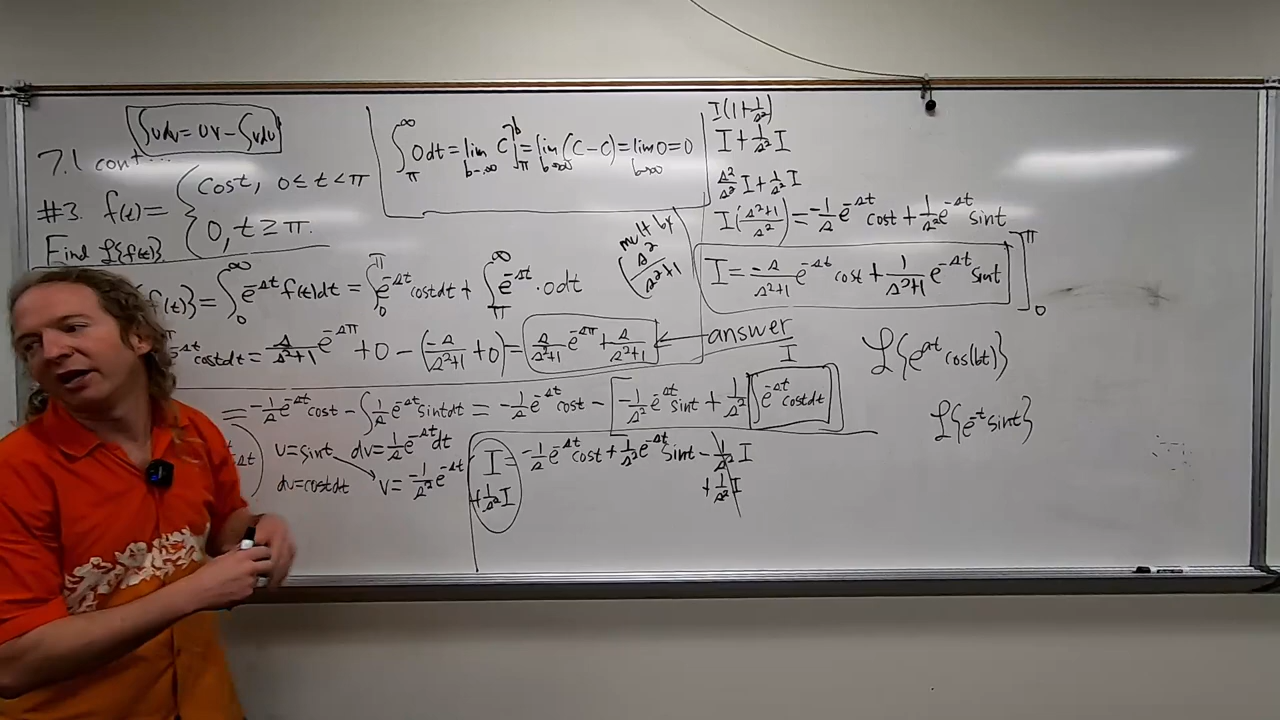 ∫udv = uv − ∫vdu
7.1 cont...
#3. f(t) = { cost, 0 ≤ t < π
0, t ≥ π.
Find ℒ{f(t)}
∫_π^∞ 0dt = lim_{b→∞} C]_π^b = lim_{b→∞} (C−C) = lim_{b→∞} 0 = 0
f(t)} = ∫_0^∞ e^{-st} f(t)dt = ∫_0^π e^{-st} cost dt + ∫_π^∞ e^{-st} · 0dt
cost dt = s/(s²+1) e^{-sπ} + 0 − (−s/(s²+1) + 0) = s/(s²+1) e^{-sπ} + s/(s²+1) ← answer
I
= −1/s e^{-st} cost − ∫ 1/s e^{-st} sint dt = −1/s e^{-st} cost − [−1/s² e^{-st} sint + 1/s² ∫e^{-st} cost dt]
u = sint dv = 1/s e^{-st} dt
du = cost dt v = −1/s² e^{-st}
I = −1/s e^{-st} cost + 1/s² e^{-st} sint − 1/s² I
+1/s² I +1/s² I
I(1 + 1/s²)
I + 1/s² I
s²/s² I + 1/s² I
I((s²+1)/s²) = −1/s e^{-st} cost + 1/s² e^{-st} sint
mult by s²/(s²+1)
I = −s/(s²+1) e^{-st} cost + 1/(s²+1) e^{-st} sint ]_0^π
ℒ{e^{at} cos(bt)}
ℒ{e^{-t} sint}